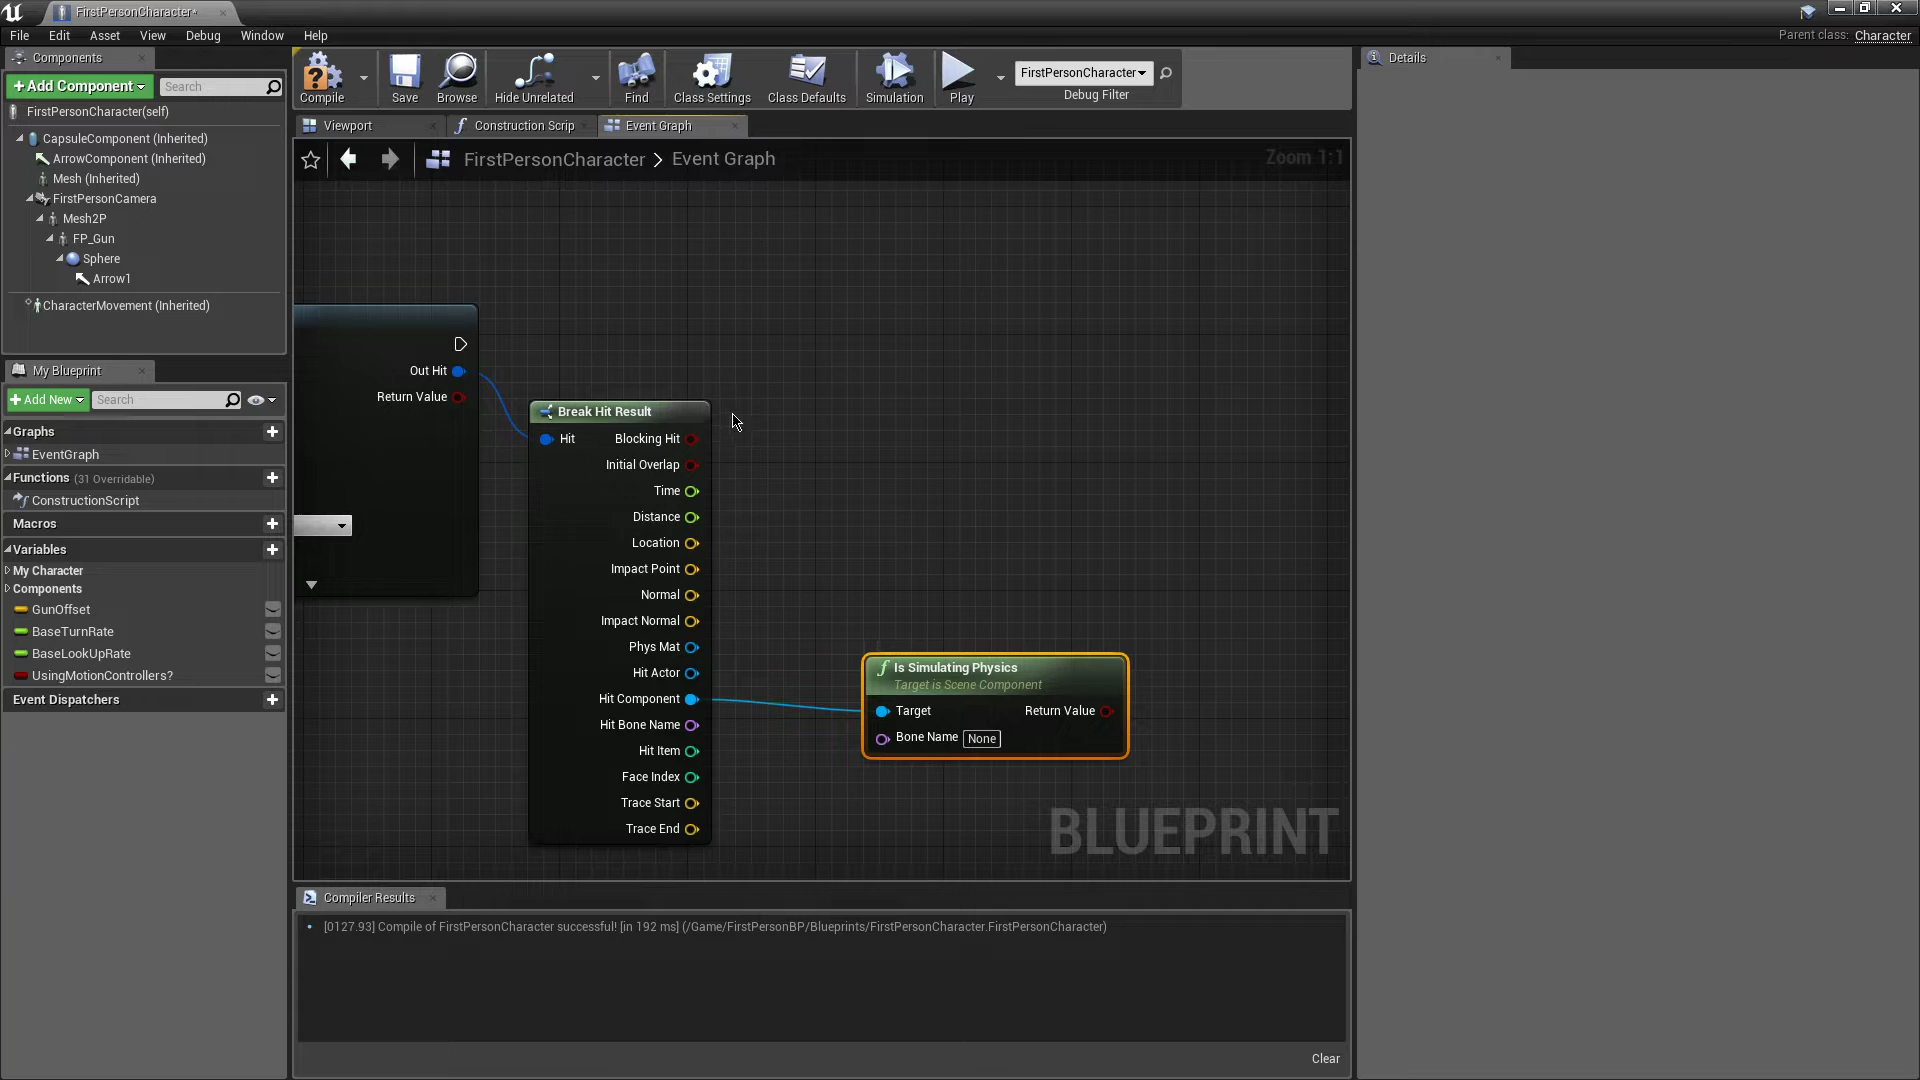 FirstPersonCharacter*
File Edit Asset View Debug Window Help
Parent class: Character
Components
+Add Component
Search
FirstPersonCharacter(self)
CapsuleComponent (Inherited)
ArrowComponent (Inherited)
Mesh (Inherited)
FirstPersonCamera
Mesh2P
FP_Gun
Sphere
Arrow1
CharacterMovement (Inherited)
My Blueprint
+Add New
Search
Graphs
EventGraph
Functions (31 Overridable)
ConstructionScript
Macros
Variables
My Character
Components
GunOffset
BaseTurnRate
BaseLookUpRate
UsingMotionControllers?
Event Dispatchers
Compile
Save
Browse
Hide Unrelated
Find
Class Settings
Class Defaults
Simulation
Play
FirstPersonCharacter
Debug Filter
Viewport
Construction Scrip
Event Graph
FirstPersonCharacter > Event Graph
Zoom 1:1
Out Hit
Return Value
Break Hit Result
Hit
Blocking Hit
Initial Overlap
Time
Distance
Location
Impact Point
Normal
Impact Normal
Phys Mat
Hit Actor
Hit Component
Hit Bone Name
Hit Item
Face Index
Trace Start
Trace End
f Is Simulating Physics
Target is Scene Component
Target
Return Value
Bone Name None
BLUEPRINT
Compiler Results
[0127.93] Compile of FirstPersonCharacter successful! [in 192 ms] (/Game/FirstPersonBP/Blueprints/FirstPersonCharacter.FirstPersonCharacter)
Clear
Details